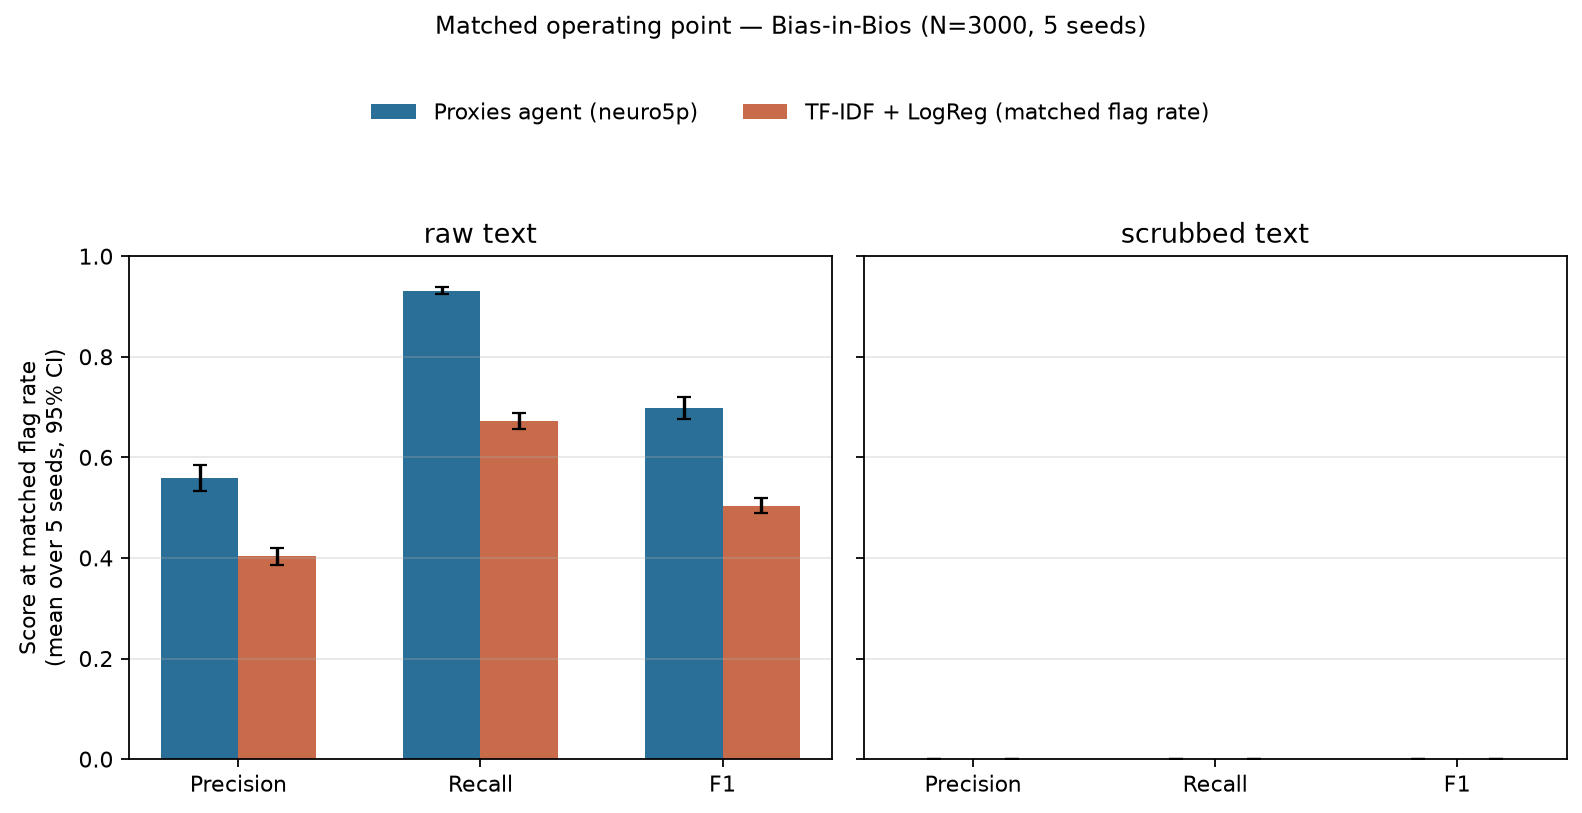 Matched operating point — Bias-in-Bios (N=3000, 5 seeds)
Proxies agent (neuro5p)
TF-IDF + LogReg (matched flag rate)
raw text
scrubbed text
Score at matched flag rate
(mean over 5 seeds, 95% CI)
1.0
0.8
0.6
0.4
0.2
0.0
Precision
Recall
F1
Precision
Recall
F1